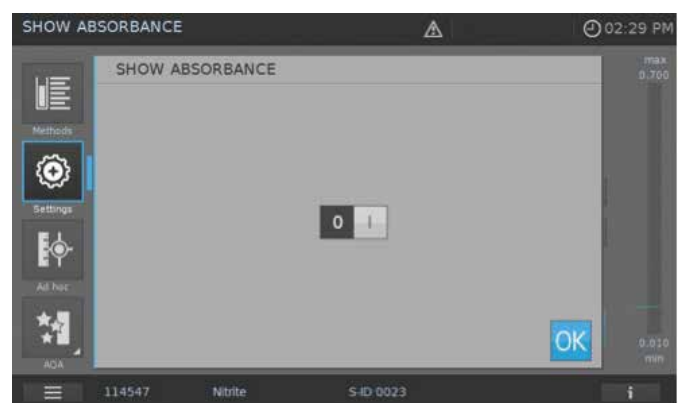 SHOW ABSORBANCE
02:29 PM
SHOW ABSORBANCE
max
0.700
Methods
Settings
0 I
Ad hoc
AQA
OK
0.010
min
114547 Nitrite S-ID 0023 i